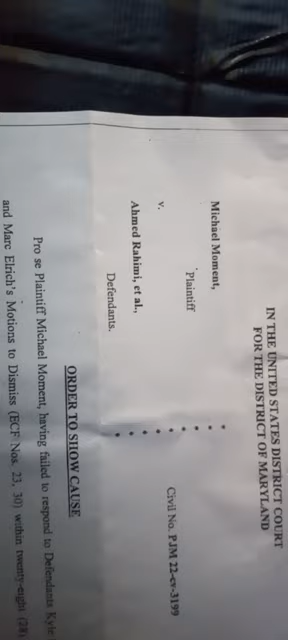 IN THE UNITED STATES DISTRICT COURT
FOR THE DISTRICT OF MARYLAND
Michael Moment,
Plaintiff
v.
Ahmed Rahimi, et al.,
Defendants.
Civil No. PJM 22-cv-3199
ORDER TO SHOW CAUSE
Pro se Plaintiff Michael Moment, having failed to respond to Defendants Kyle
and Marc Elrich's Motions to Dismiss (ECF Nos. 23, 30) within twenty-eight (28)